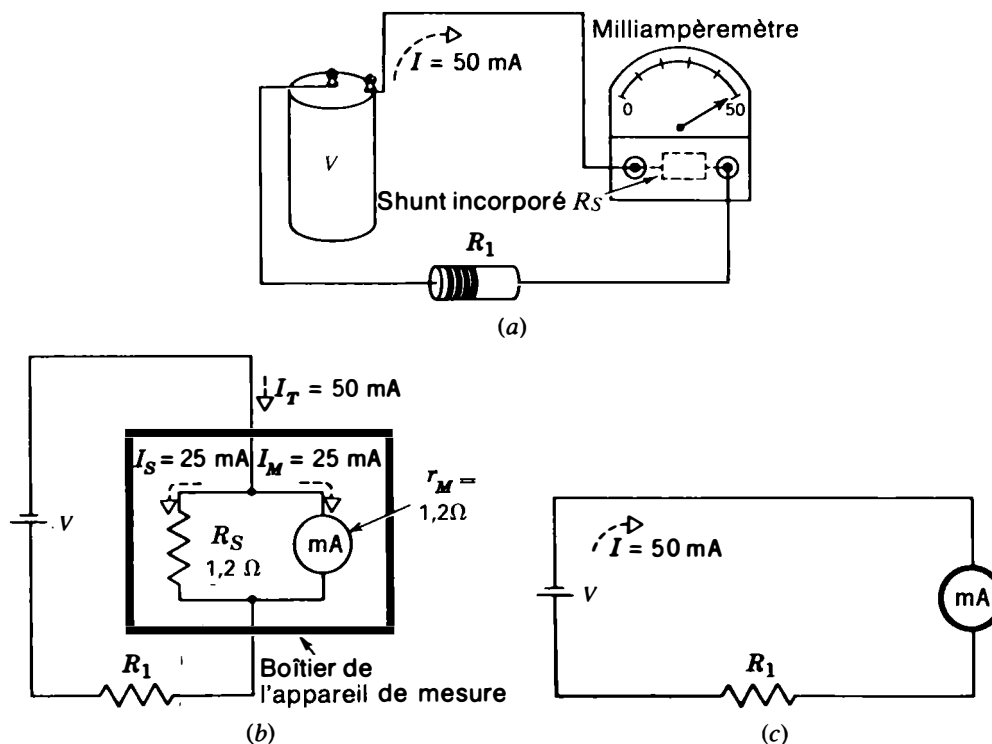 Milliampèremètre
I = 50 mA
0
50
V
Shunt incorporé RS
R1
(a)
IT = 50 mA
IS = 25 mA
IM = 25 mA
rM =
1,2Ω
V
RS
1,2 Ω
mA
R1
Boîtier de
l'appareil de mesure
(b)
I = 50 mA
V
mA
R1
(c)